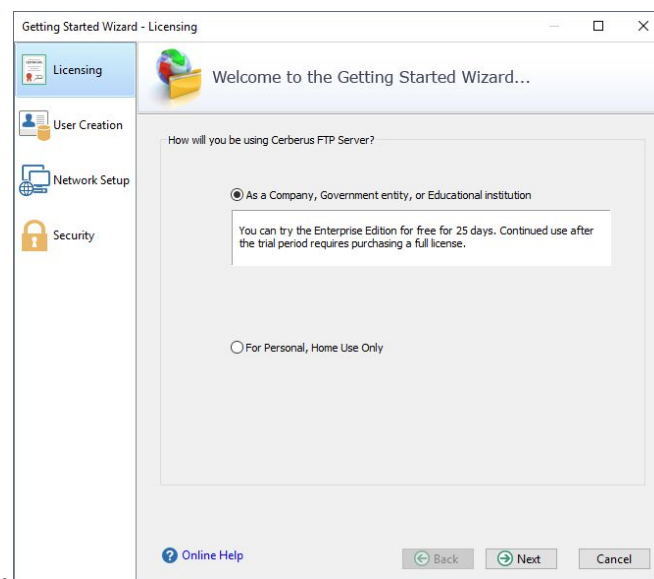 Getting Started Wizard - Licensing
Licensing
Welcome to the Getting Started Wizard...
User Creation
Network Setup
Security
How will you be using Cerberus FTP Server?
As a Company, Government entity, or Educational institution
You can try the Enterprise Edition for free for 25 days. Continued use after
the trial period requires purchasing a full license.
For Personal, Home Use Only
Online Help
Back
Next
Cancel